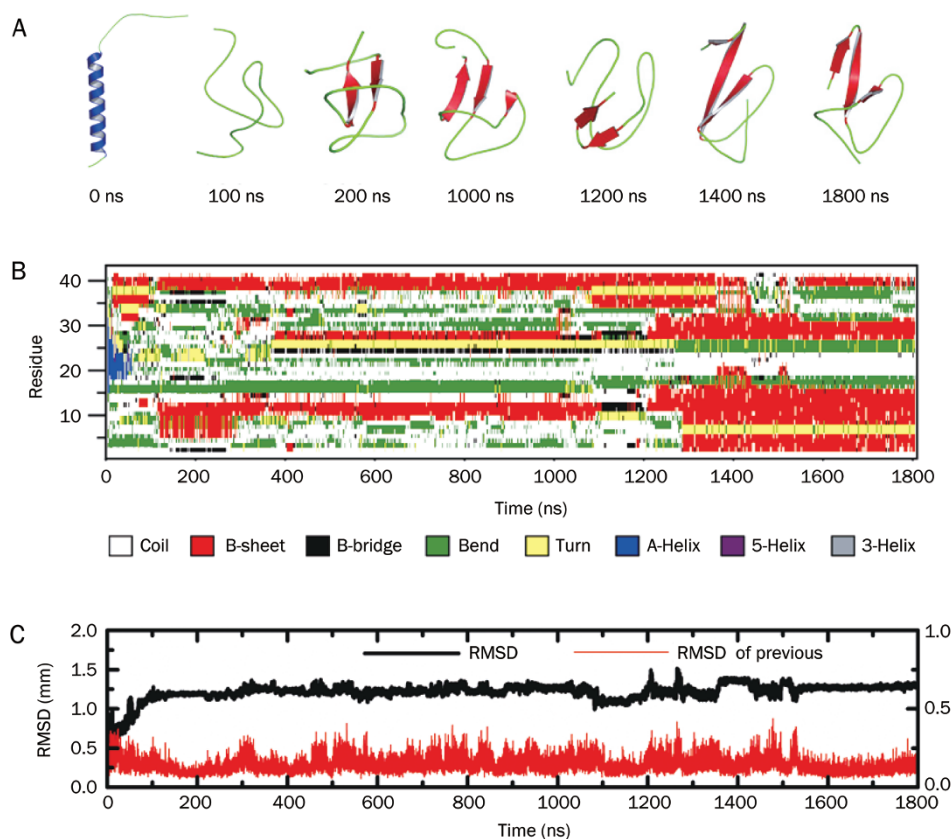 A
0 ns 100 ns 200 ns 1000 ns 1200 ns 1400 ns 1800 ns
B
40
30
20
10
Residue
0 200 400 600 800 1000 1200 1400 1600 1800
Time (ns)
Coil B-sheet B-bridge Bend Turn A-Helix 5-Helix 3-Helix
C
2.0 1.0
RMSD RMSD of previous
1.5
1.0 0.5
0.5
0.0 0.0
RMSD (mm)
0 200 400 600 800 1000 1200 1400 1600 1800
Time (ns)